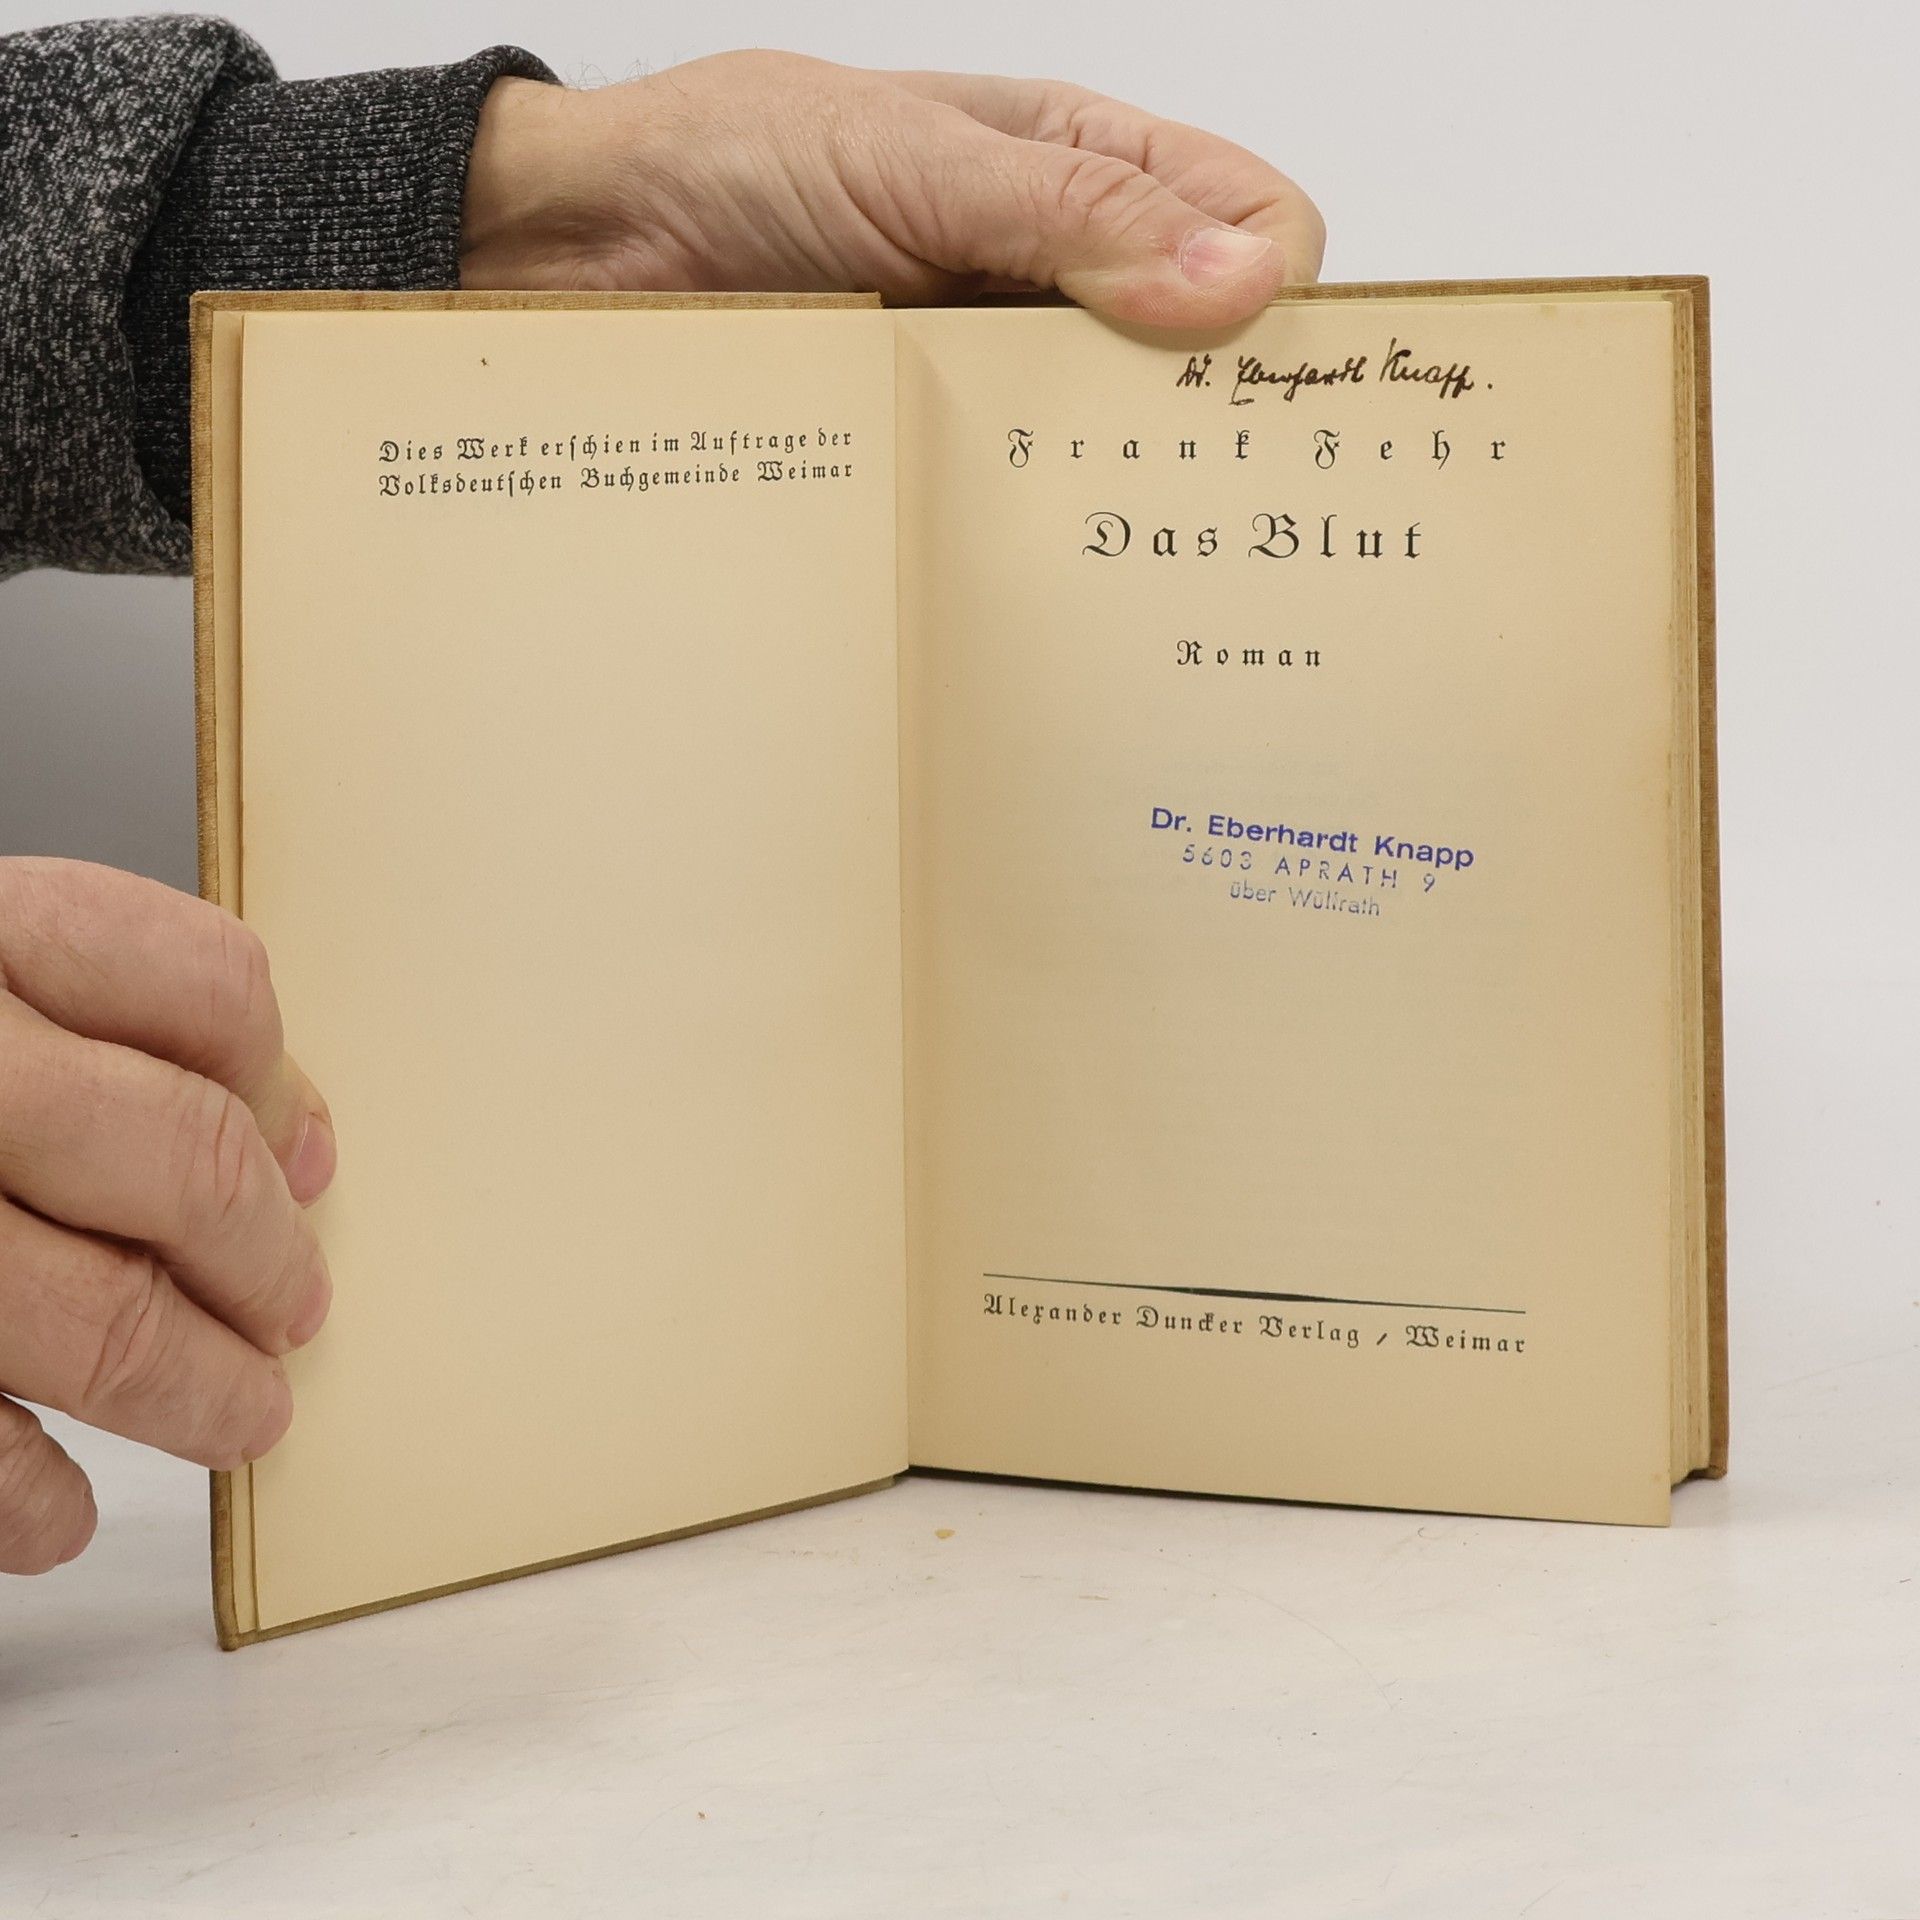 Dies Werk erschien im Auftrage der
Volksdeutschen Buchgemeinde Weimar
Dr. Eberhardt Knapp.
Frank Fehr
Das Blut
Roman
Dr. Eberhardt Knapp
5603 APRATH 9
über Wülfrath
Alexander Duncker Verlag / Weimar